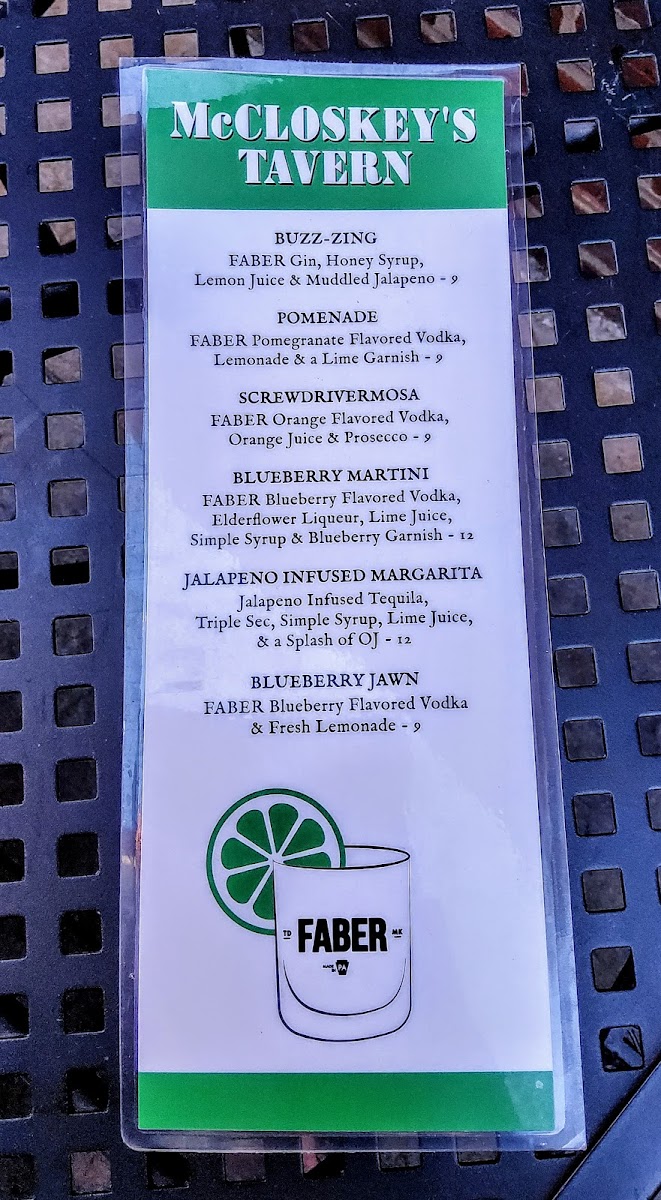 McCLOSKEY'S
TAVERN
BUZZ-ZING
FABER Gin, Honey Syrup,
Lemon Juice & Muddled Jalapeno - 9
POMENADE
FABER Pomegranate Flavored Vodka,
Lemonade & a Lime Garnish - 9
SCREWDRIVERMOSA
FABER Orange Flavored Vodka,
Orange Juice & Prosecco - 9
BLUEBERRY MARTINI
FABER Blueberry Flavored Vodka,
Elderflower Liqueur, Lime Juice,
Simple Syrup & Blueberry Garnish - 12
JALAPENO INFUSED MARGARITA
Jalapeno Infused Tequila,
Triple Sec, Simple Syrup, Lime Juice,
& a Splash of OJ - 12
BLUEBERRY JAWN
FABER Blueberry Flavored Vodka
& Fresh Lemonade - 9
TD FABER MK
MADE
IN PA